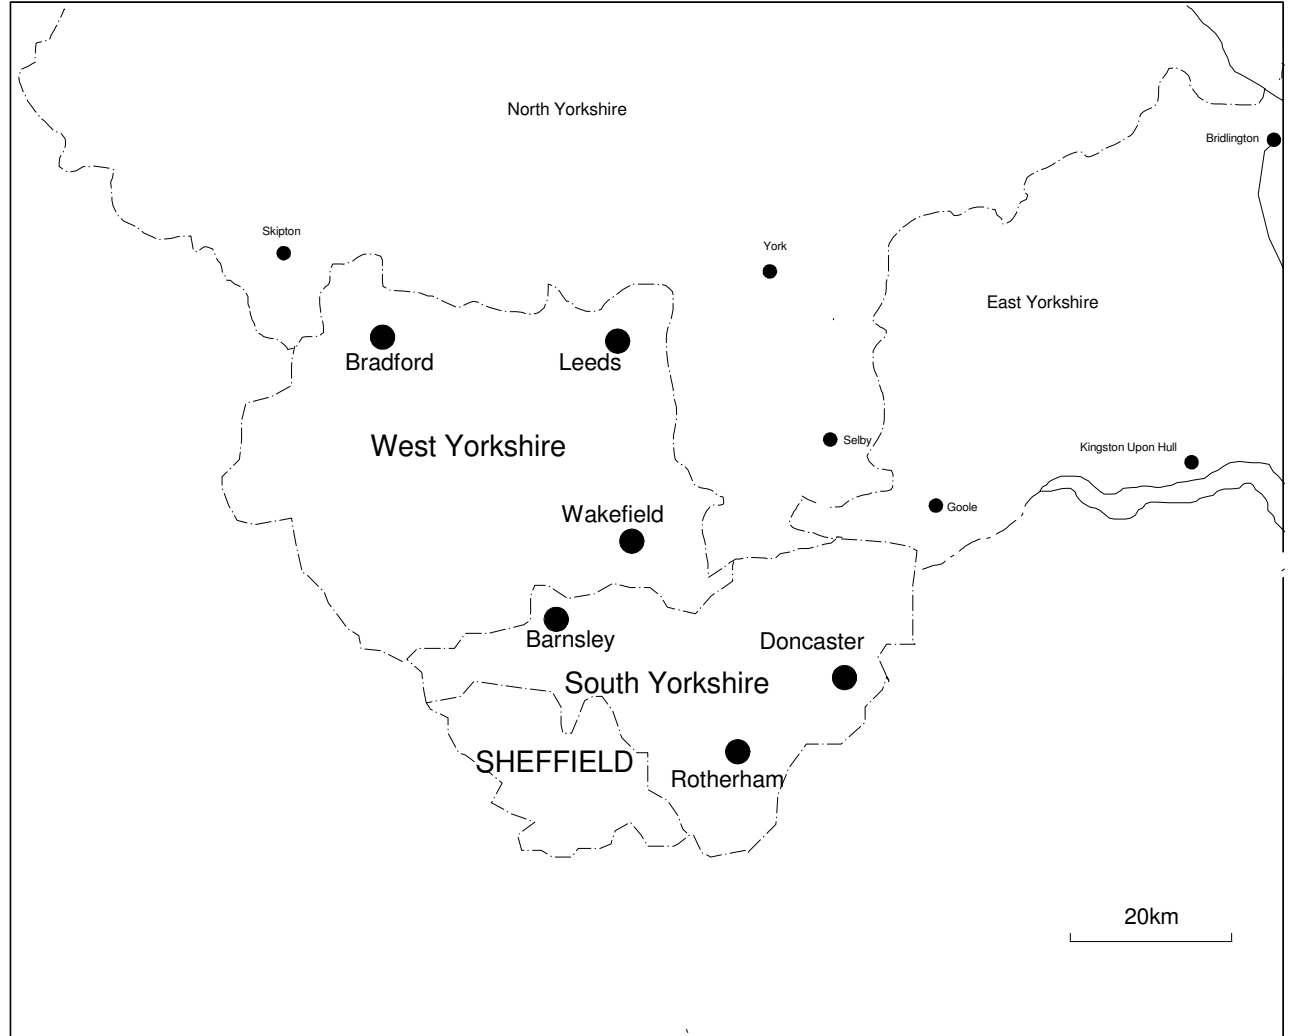 North Yorkshire
Bridlington
Skipton
York
East Yorkshire
Bradford
Leeds
West Yorkshire
Selby
Kingston Upon Hull
Goole
Wakefield
Barnsley
Doncaster
South Yorkshire
SHEFFIELD
Rotherham
20km